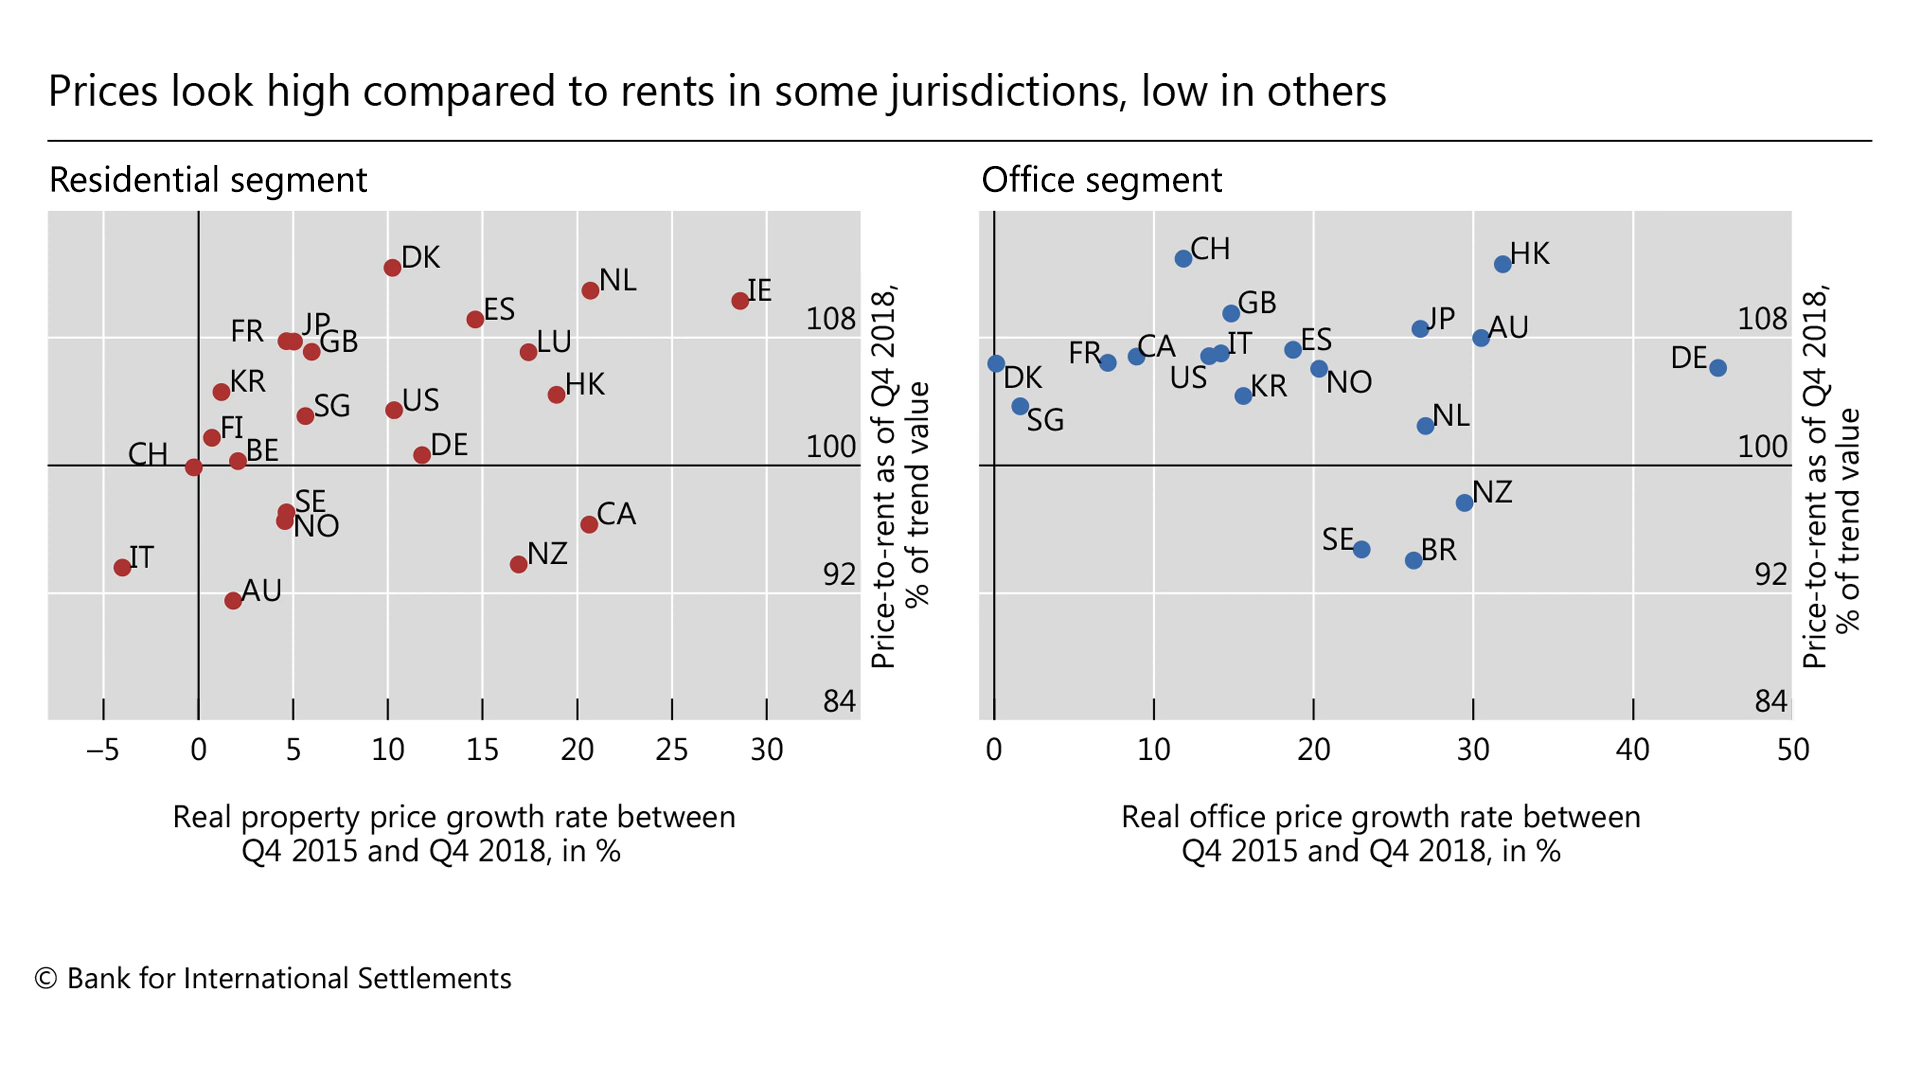 Prices look high compared to rents in some jurisdictions, low in others
Residential segment
DK
NL
IE
ES
FR
JP
GB
LU
KR
HK
SG
US
FI
CH
BE
DE
SE
NO
CA
IT
NZ
AU
108
100
92
84
–5 0 5 10 15 20 25 30
Price-to-rent as of Q4 2018,
% of trend value
Real property price growth rate between
Q4 2015 and Q4 2018, in %
Office segment
CH
HK
GB
JP
AU
FR
CA
IT
ES
DE
DK
US
KR
NO
SG
NL
NZ
SE
BR
108
100
92
84
0 10 20 30 40 50
Price-to-rent as of Q4 2018,
% of trend value
Real office price growth rate between
Q4 2015 and Q4 2018, in %
© Bank for International Settlements